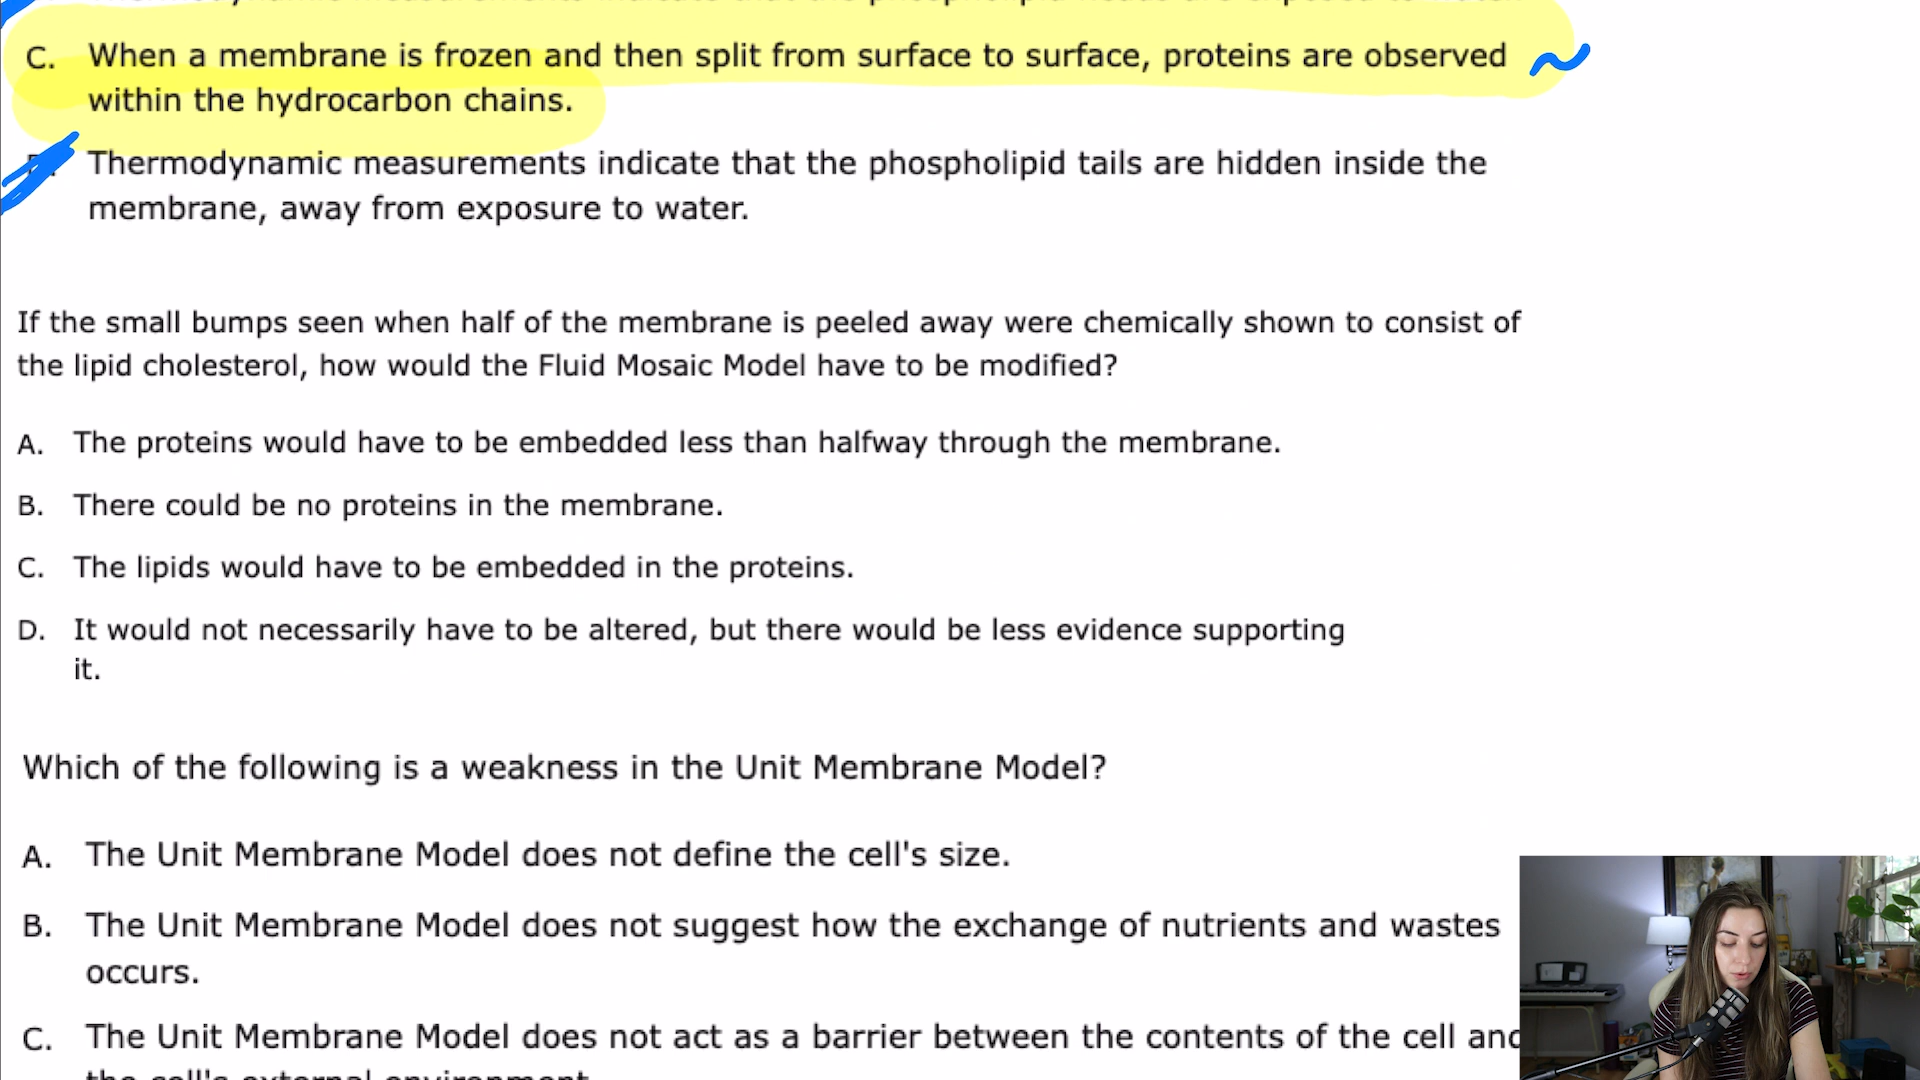 C. When a membrane is frozen and then split from surface to surface, proteins are observed
within the hydrocarbon chains.
Thermodynamic measurements indicate that the phospholipid tails are hidden inside the
membrane, away from exposure to water.
If the small bumps seen when half of the membrane is peeled away were chemically shown to consist of
the lipid cholesterol, how would the Fluid Mosaic Model have to be modified?
A. The proteins would have to be embedded less than halfway through the membrane.
B. There could be no proteins in the membrane.
C. The lipids would have to be embedded in the proteins.
D. It would not necessarily have to be altered, but there would be less evidence supporting
it.
Which of the following is a weakness in the Unit Membrane Model?
A. The Unit Membrane Model does not define the cell's size.
B. The Unit Membrane Model does not suggest how the exchange of nutrients and wastes
occurs.
C. The Unit Membrane Model does not act as a barrier between the contents of the cell and
the cell's external environment